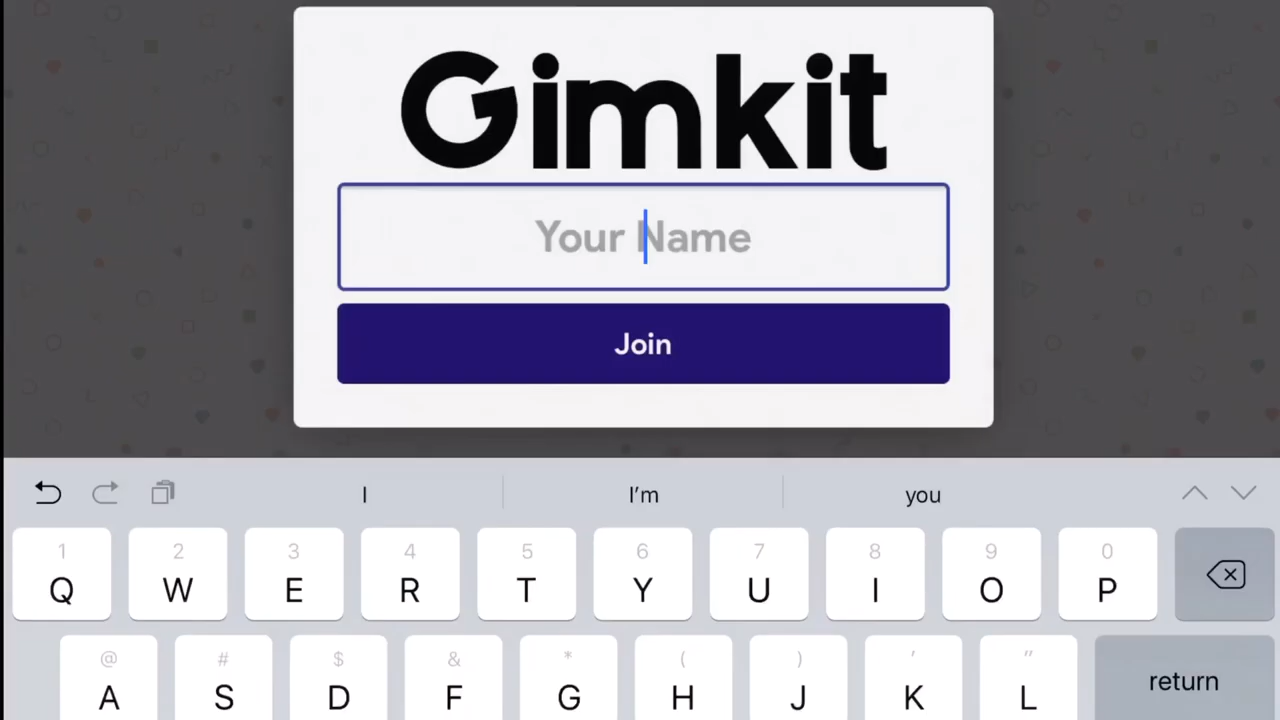 Gimkit
Your Name
Join
I I'm you
1 2 3 4 5 6 7 8 9 0
Q W E R T Y U I O P
@ # $ & * ( ) ' "
A S D F G H J K L return